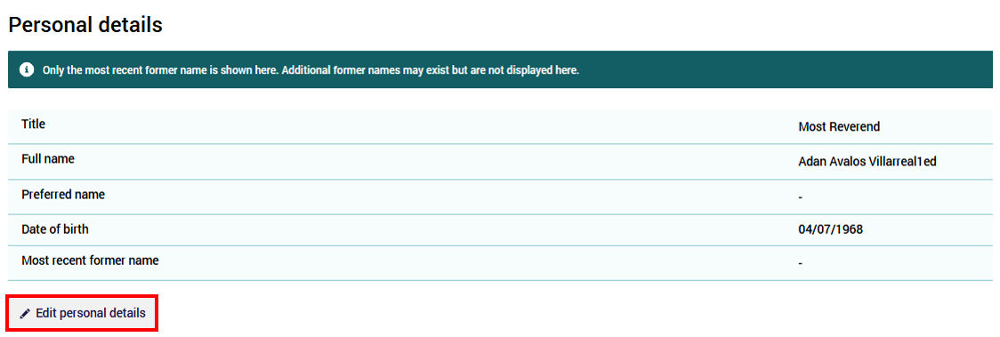 Personal details
Only the most recent former name is shown here. Additional former names may exist but are not displayed here.
Title Most Reverend
Full name Adan Avalos Villarreal1ed
Preferred name -
Date of birth 04/07/1968
Most recent former name -
Edit personal details